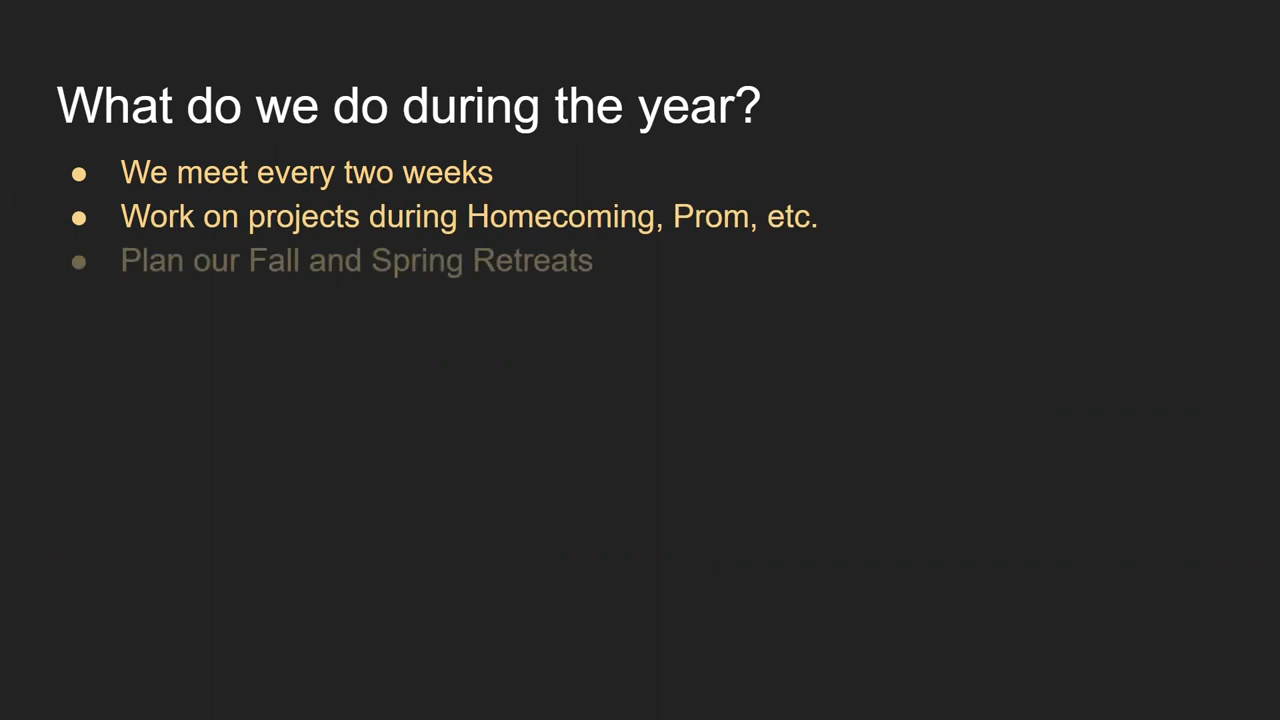 What do we do during the year?
● We meet every two weeks
● Work on projects during Homecoming, Prom, etc.
● Plan our Fall and Spring Retreats